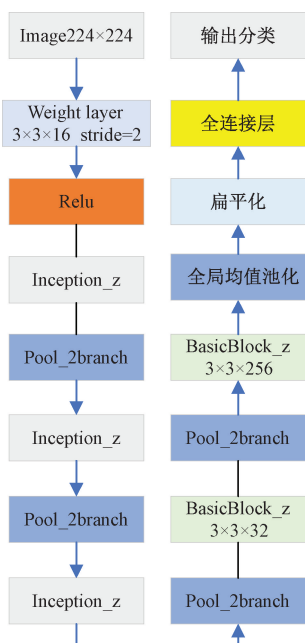 Image224×224
Weight layer
3×3×16 stride=2
Relu
Inception_z
Pool_2branch
Inception_z
Pool_2branch
Inception_z
输出分类
全连接层
扁平化
全局均值池化
BasicBlock_z
3×3×256
Pool_2branch
BasicBlock_z
3×3×32
Pool_2branch